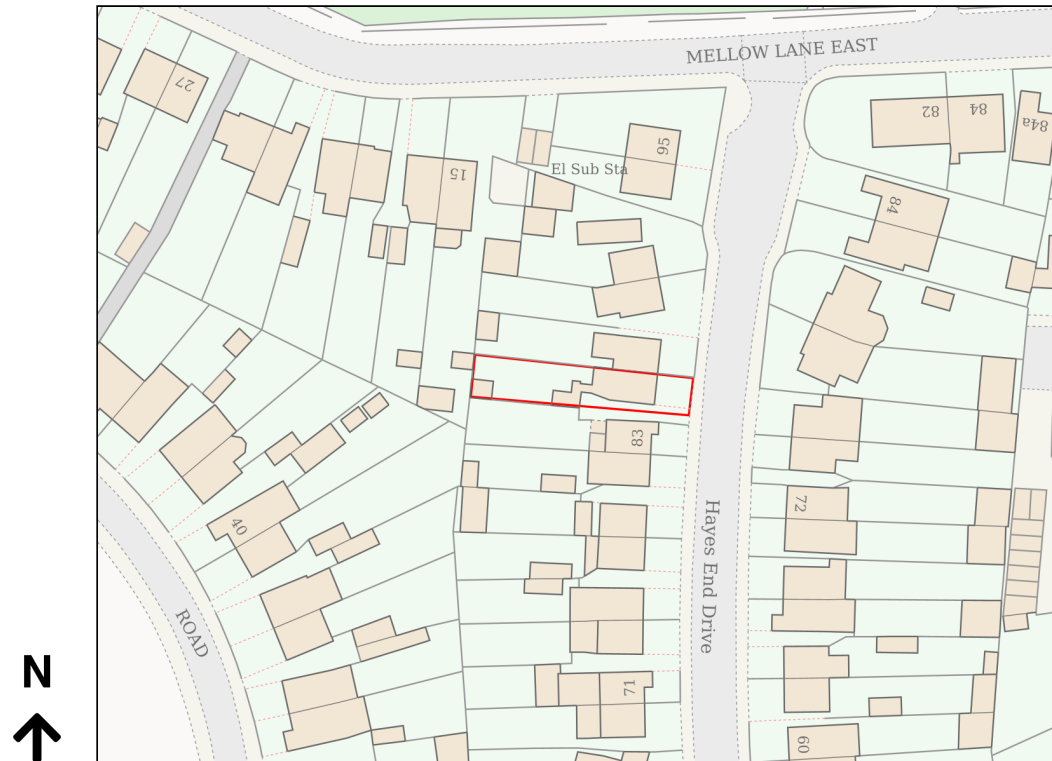 MELLOW LANE EAST
27
82
84
84a
95
El Sub Sta
15
84
83
72
40
Hayes End Drive
ROAD
N
71
60